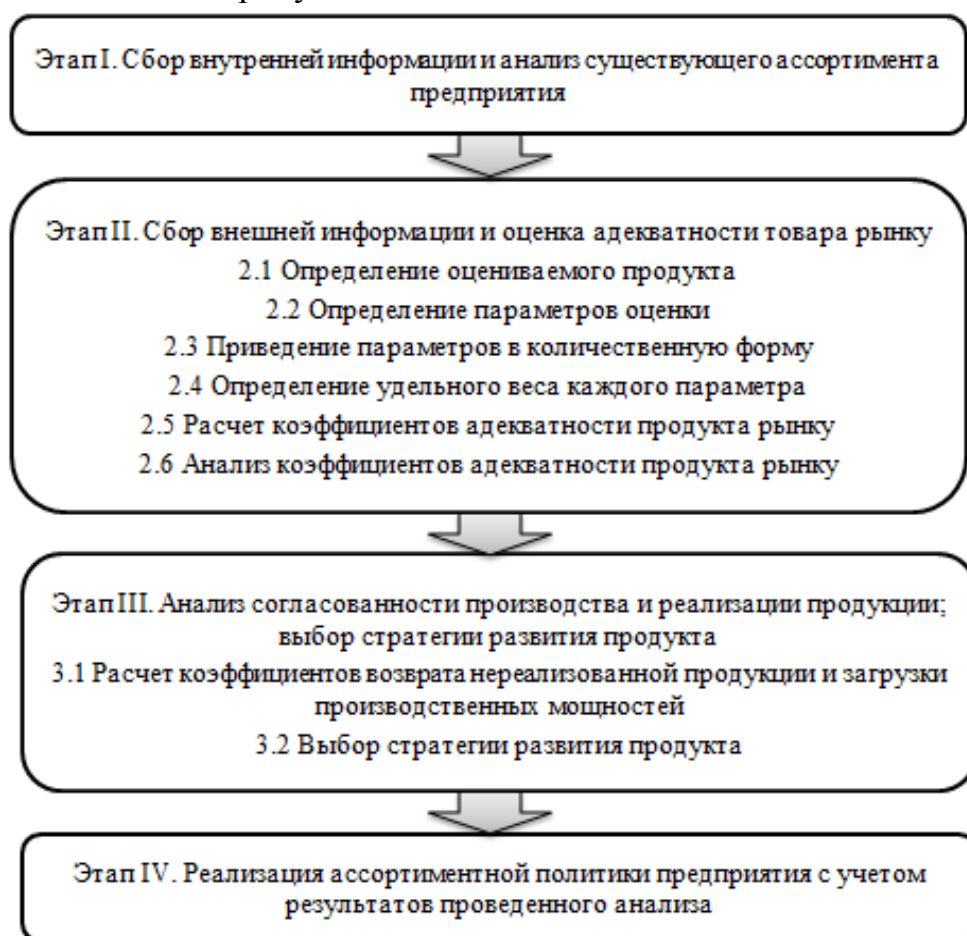 Этап I. Сбор внутренней информации и анализ существующего ассортимента
предприятия
Этап II. Сбор внешней информации и оценка адекватности товара рынку
2.1 Определение оцениваемого продукта
2.2 Определение параметров оценки
2.3 Приведение параметров в количественную форму
2.4 Определение удельного веса каждого параметра
2.5 Расчет коэффициентов адекватности продукта рынку
2.6 Анализ коэффициентов адекватности продукта рынку
Этап III. Анализ согласованности производства и реализации продукции;
выбор стратегии развития продукта
3.1 Расчет коэффициентов возврата нереализованной продукции и загрузки
производственных мощностей
3.2 Выбор стратегии развития продукта
Этап IV. Реализация ассортиментной политики предприятия с учетом
результатов проведенного анализа